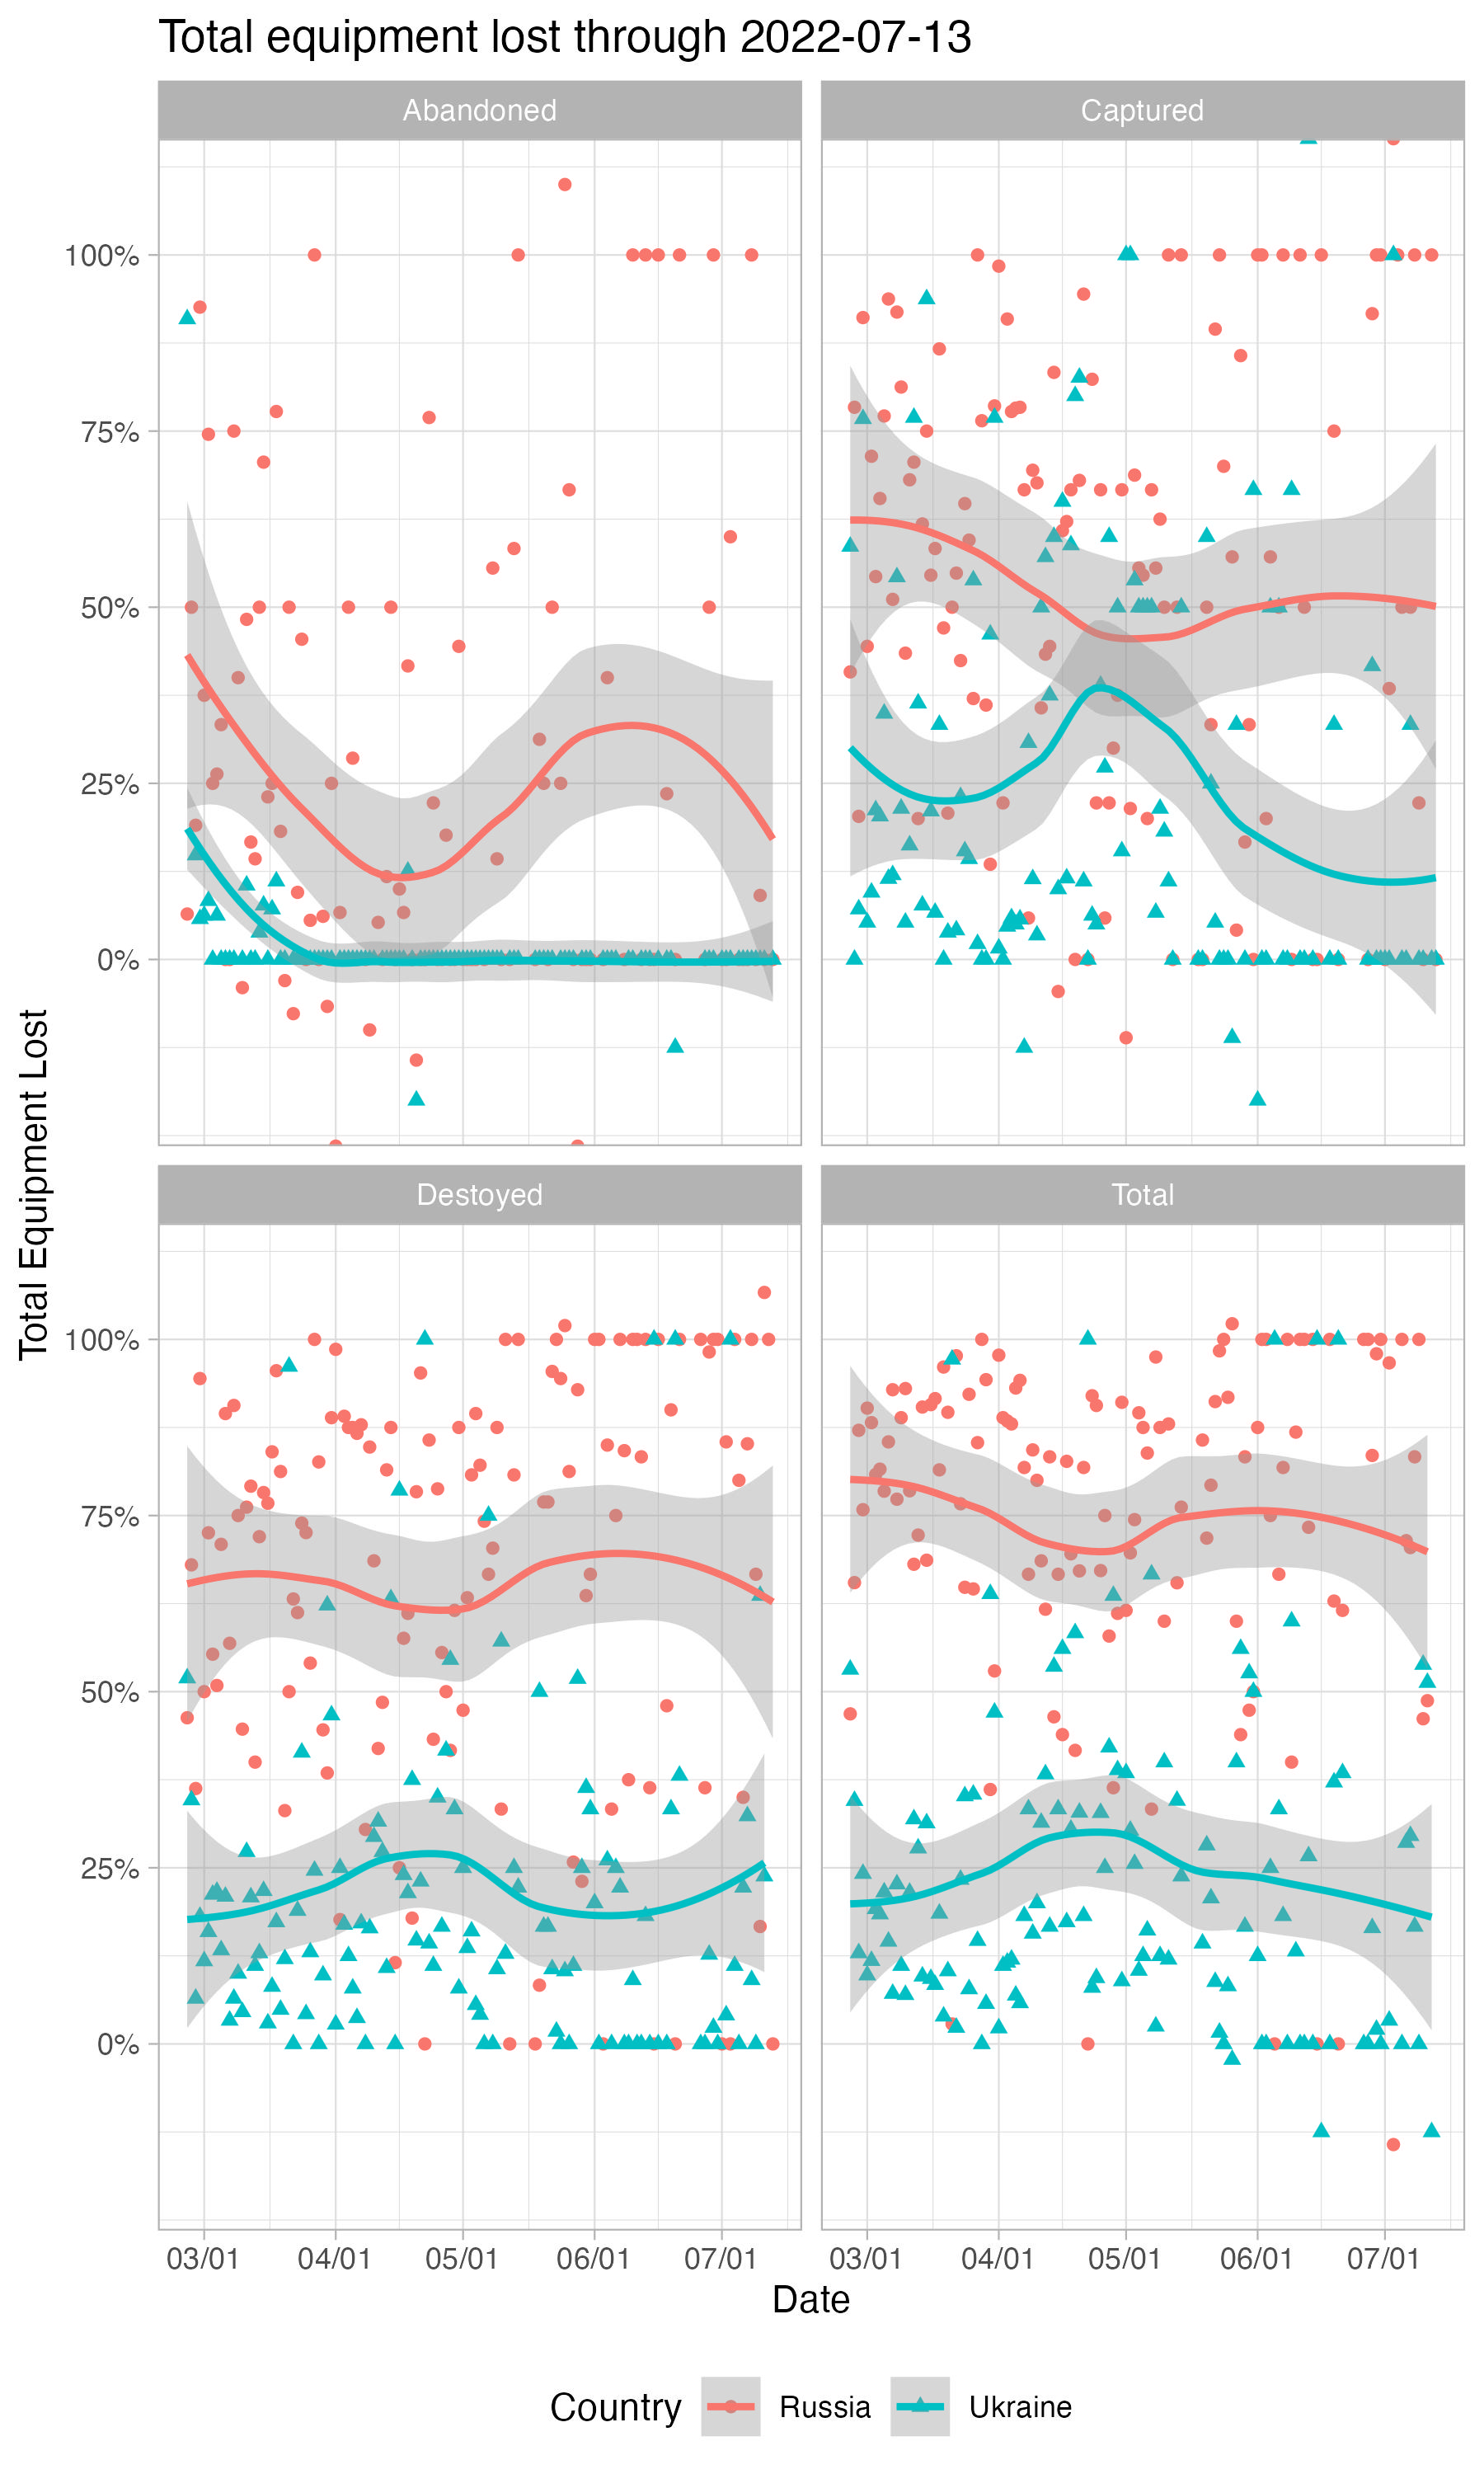 Total equipment lost through 2022-07-13
Abandoned
Captured
100%
75%
50%
25%
0%
Total Equipment Lost
Destoyed
Total
100%
75%
50%
25%
0%
03/01 04/01 05/01 06/01 07/01 03/01 04/01 05/01 06/01 07/01
Date
Country Russia Ukraine